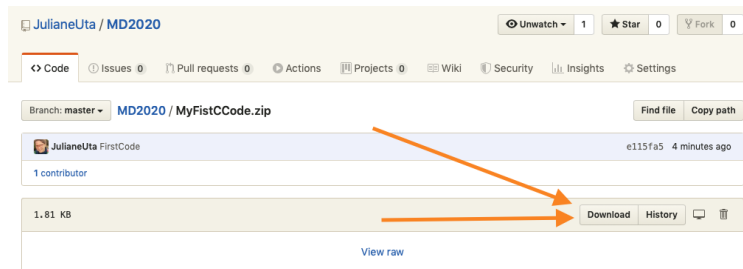 JulianeUta / MD2020 Unwatch 1 Star 0 Fork 0
Code Issues 0 Pull requests 0 Actions Projects 0 Wiki Security Insights Settings
Branch: master MD2020 / MyFistCCode.zip Find file Copy path
JulianeUta FirstCode e115fa5 4 minutes ago
1 contributor
1.81 KB Download History
View raw